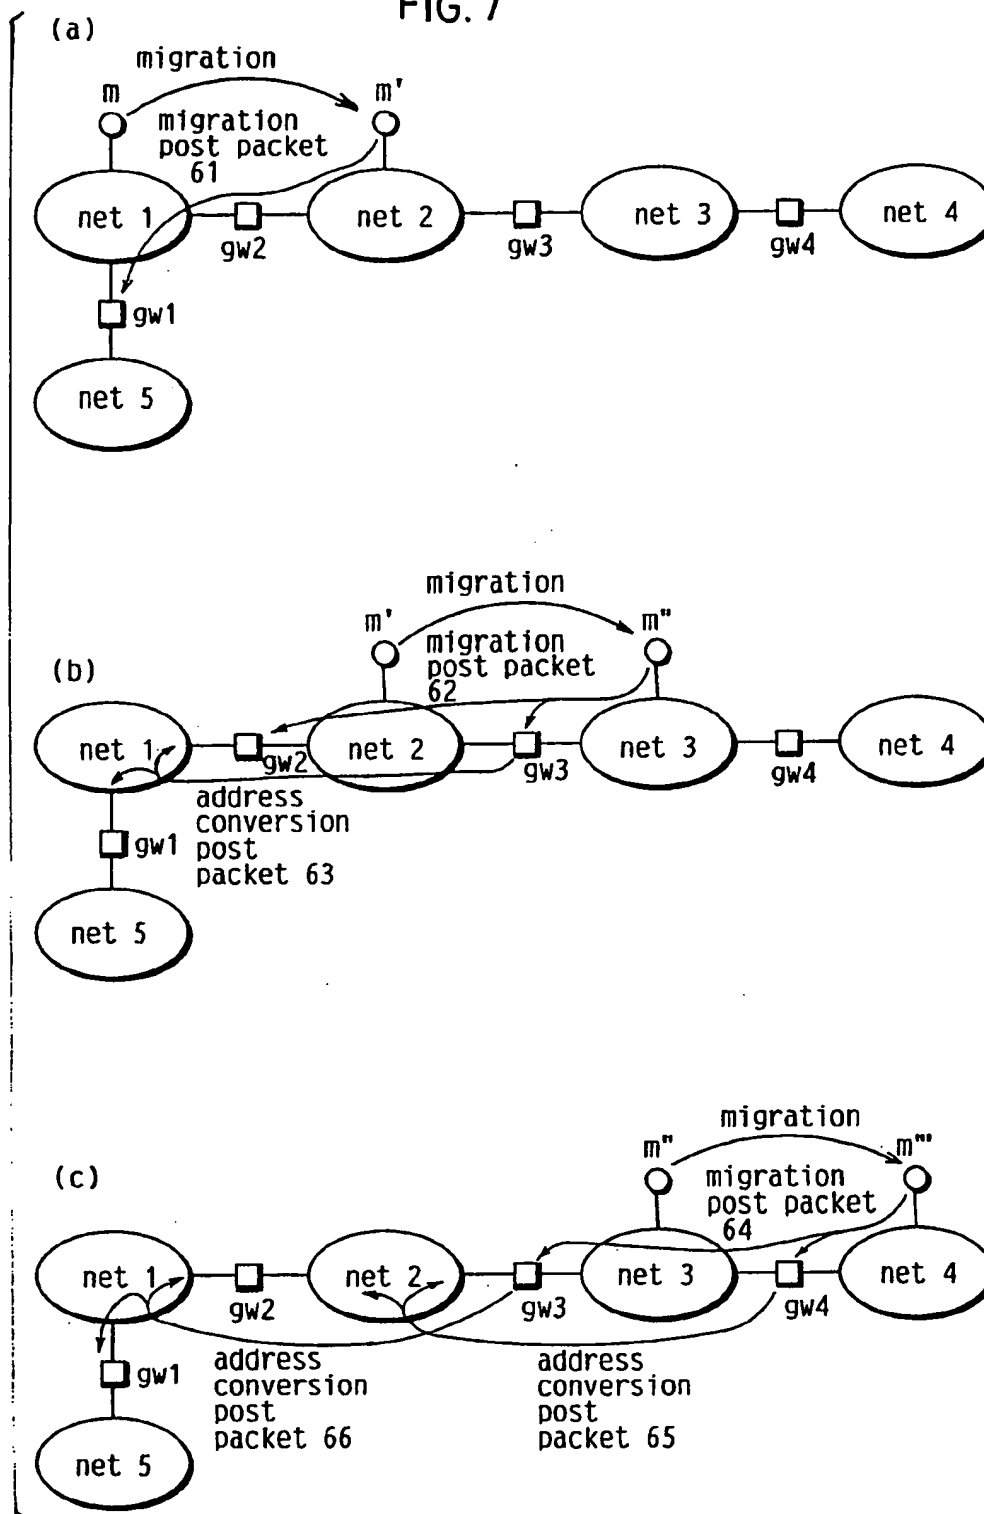 FIG. 7
(a)
migration
m
m'
migration
post packet
61
net 1
net 2
net 3
net 4
gw2
gw3
gw4
gw1
net 5
migration
m'
m"
migration
post packet
62
(b)
net 1
net 2
net 3
net 4
gw2
gw3
gw4
address
conversion
post
packet 63
gw1
net 5
migration
m"
m"'
(c)
migration
post packet
64
net 1
net 2
net 3
net 4
gw2
gw3
gw4
address
conversion
post
packet 66
address
conversion
post
packet 65
gw1
net 5